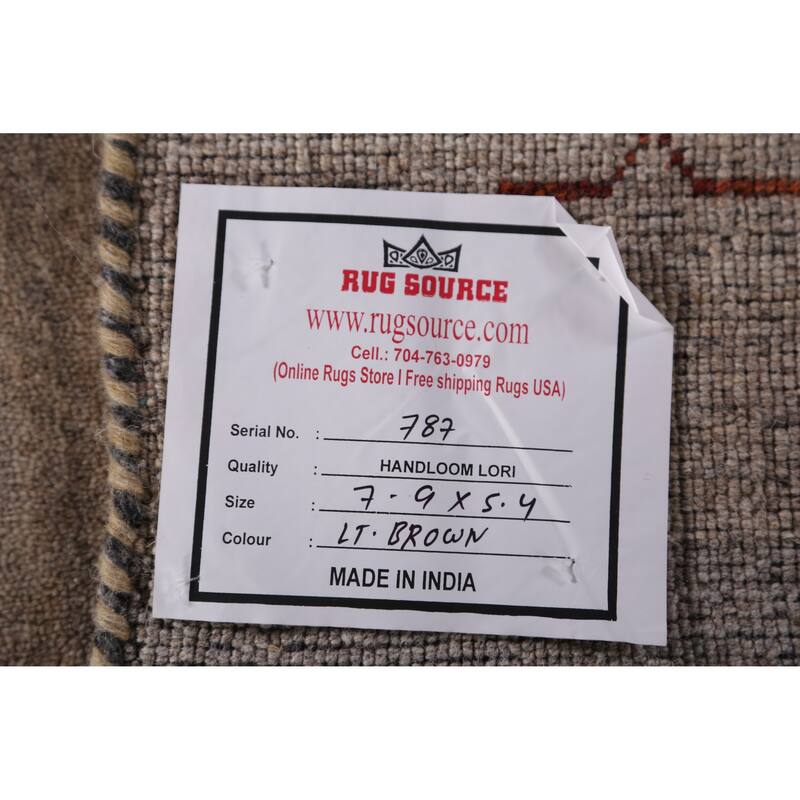 RUG SOURCE
www.rugsource.com
Cell.: 704-763-0979
(Online Rugs Store I Free shipping Rugs USA)
Serial No. : 787
Quality : HANDLOOM LORI
Size : 7-9 X 5.4
Colour : LT. BROWN
MADE IN INDIA